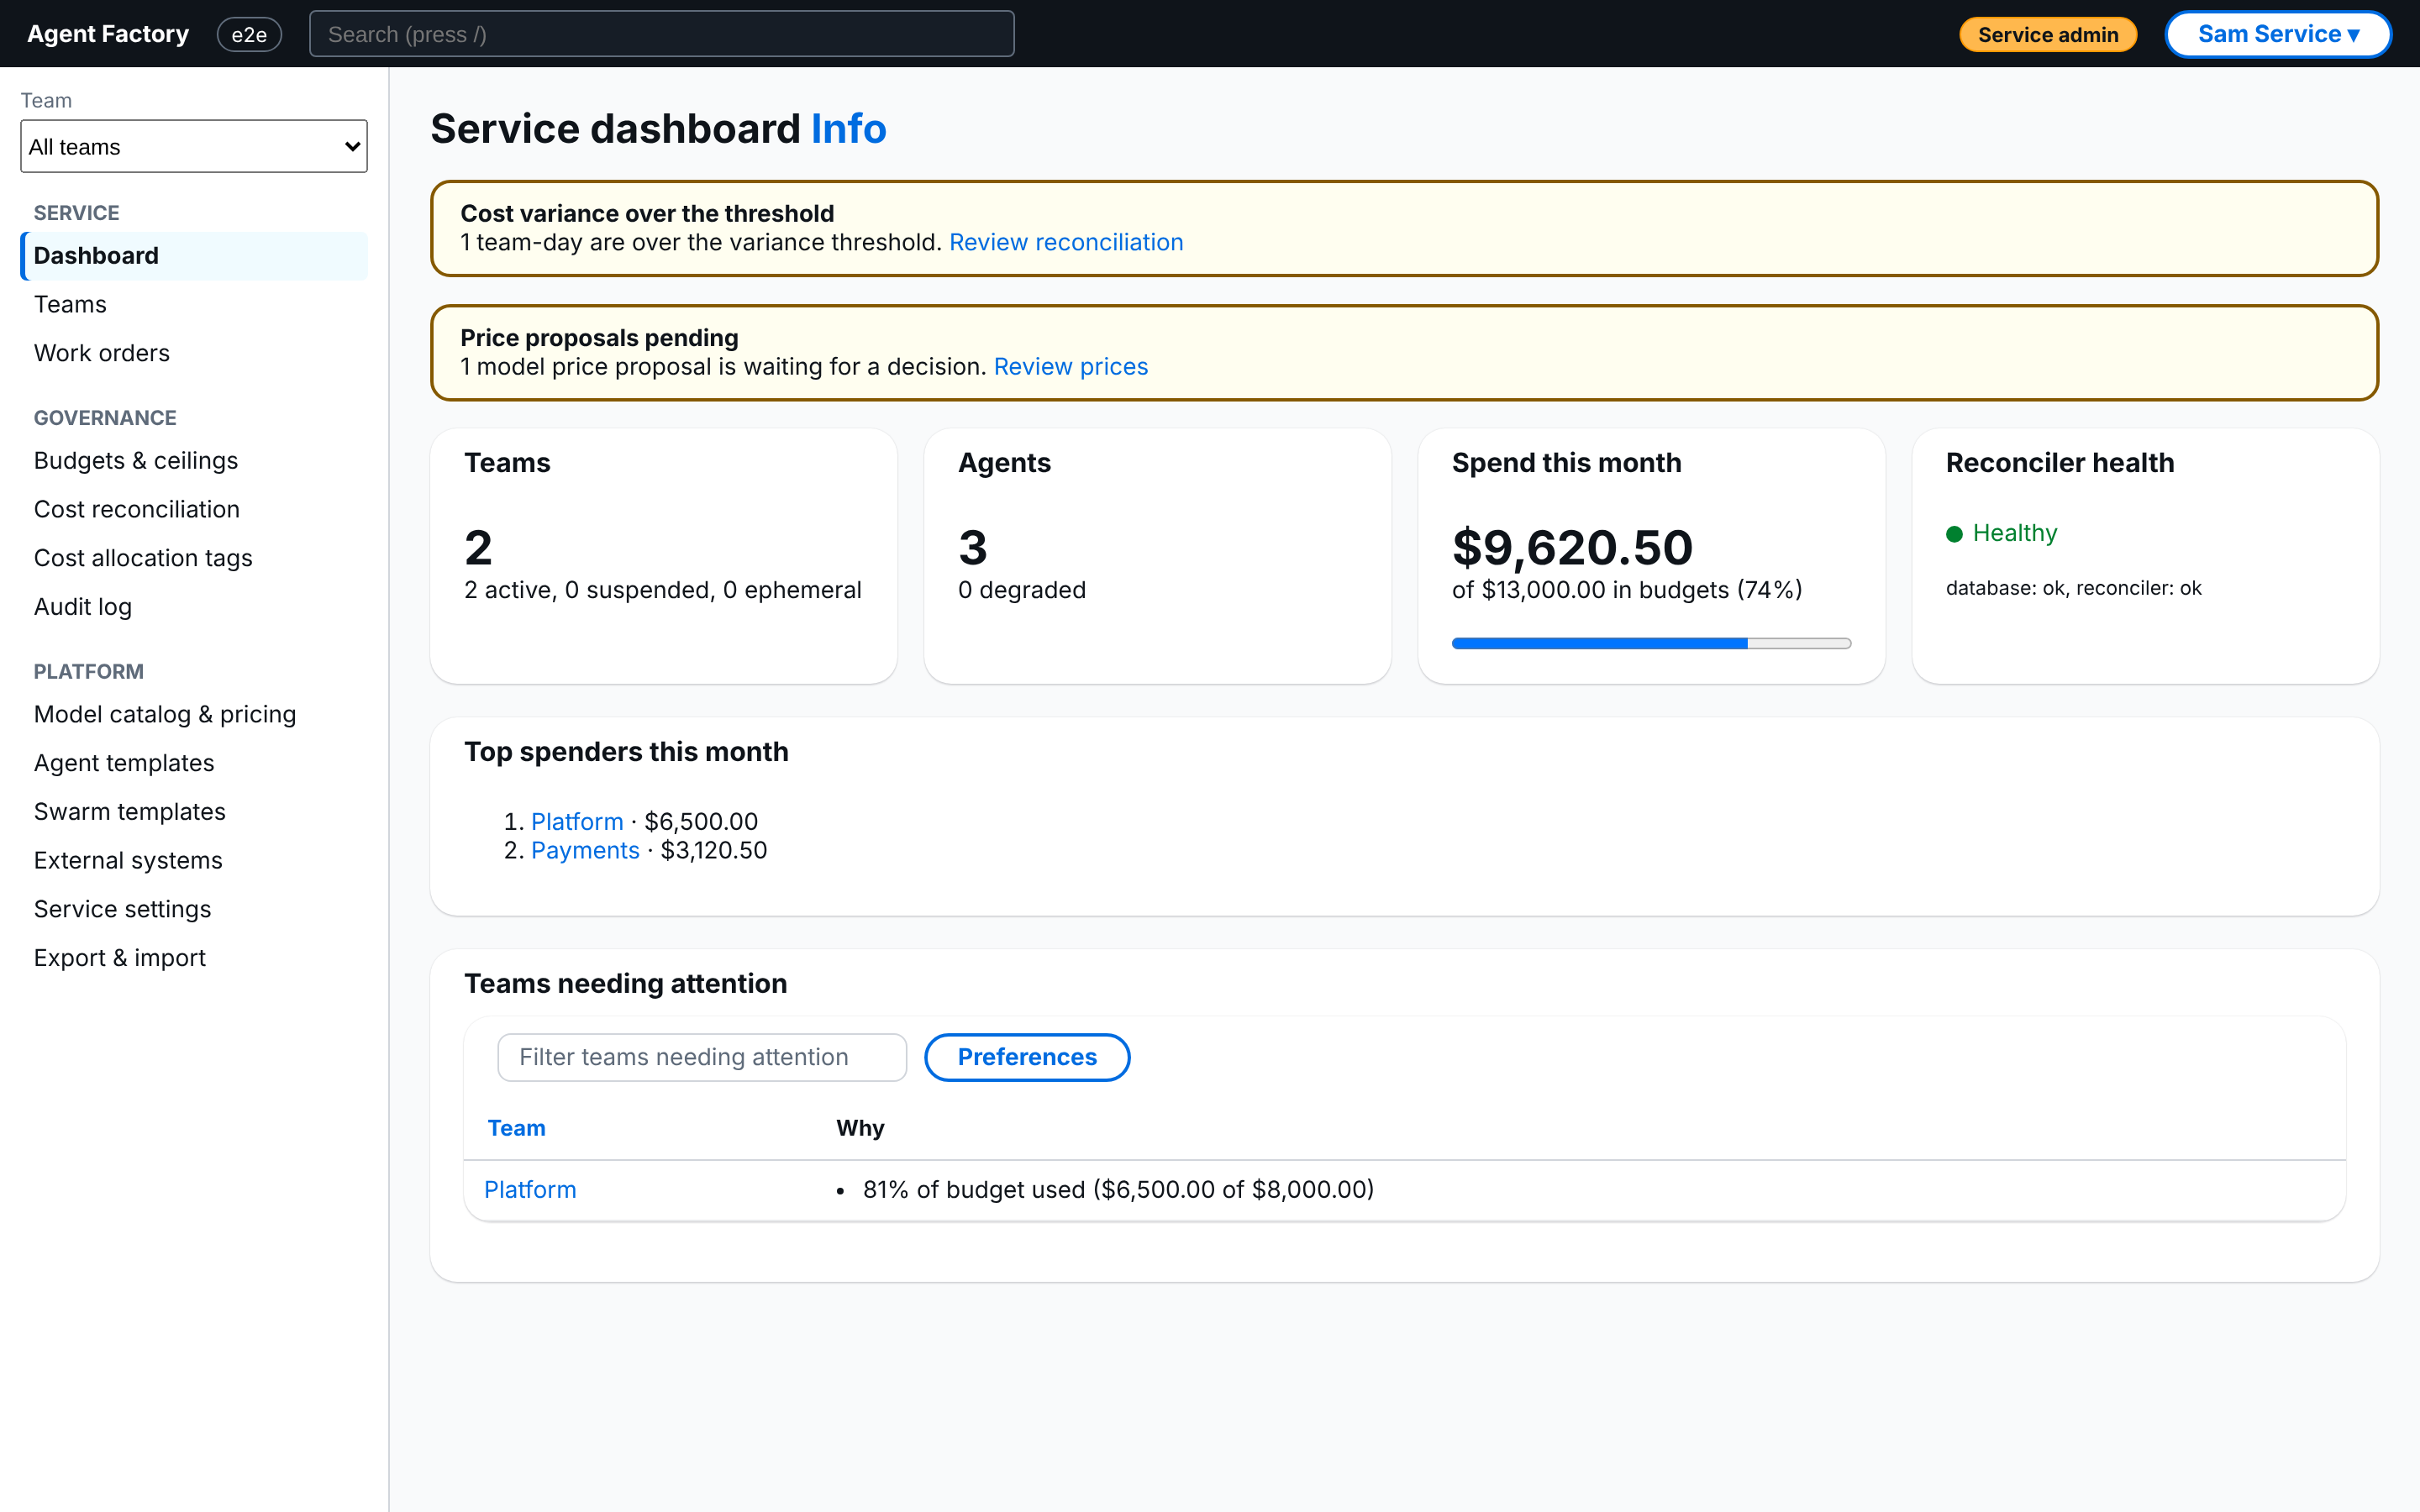 Agent Factory
e2e
Search (press /)
Service admin
Sam Service ▾
Team
All teams
SERVICE
Dashboard
Teams
Work orders
GOVERNANCE
Budgets & ceilings
Cost reconciliation
Cost allocation tags
Audit log
PLATFORM
Model catalog & pricing
Agent templates
Swarm templates
External systems
Service settings
Export & import
Service dashboard Info
Cost variance over the threshold
1 team-day are over the variance threshold. Review reconciliation
Price proposals pending
1 model price proposal is waiting for a decision. Review prices
Teams
2
2 active, 0 suspended, 0 ephemeral
Agents
3
0 degraded
Spend this month
$9,620.50
of $13,000.00 in budgets (74%)
Reconciler health
Healthy
database: ok, reconciler: ok
Top spenders this month
1. Platform · $6,500.00
2. Payments · $3,120.50
Teams needing attention
Filter teams needing attention
Preferences
Team Why
Platform • 81% of budget used ($6,500.00 of $8,000.00)